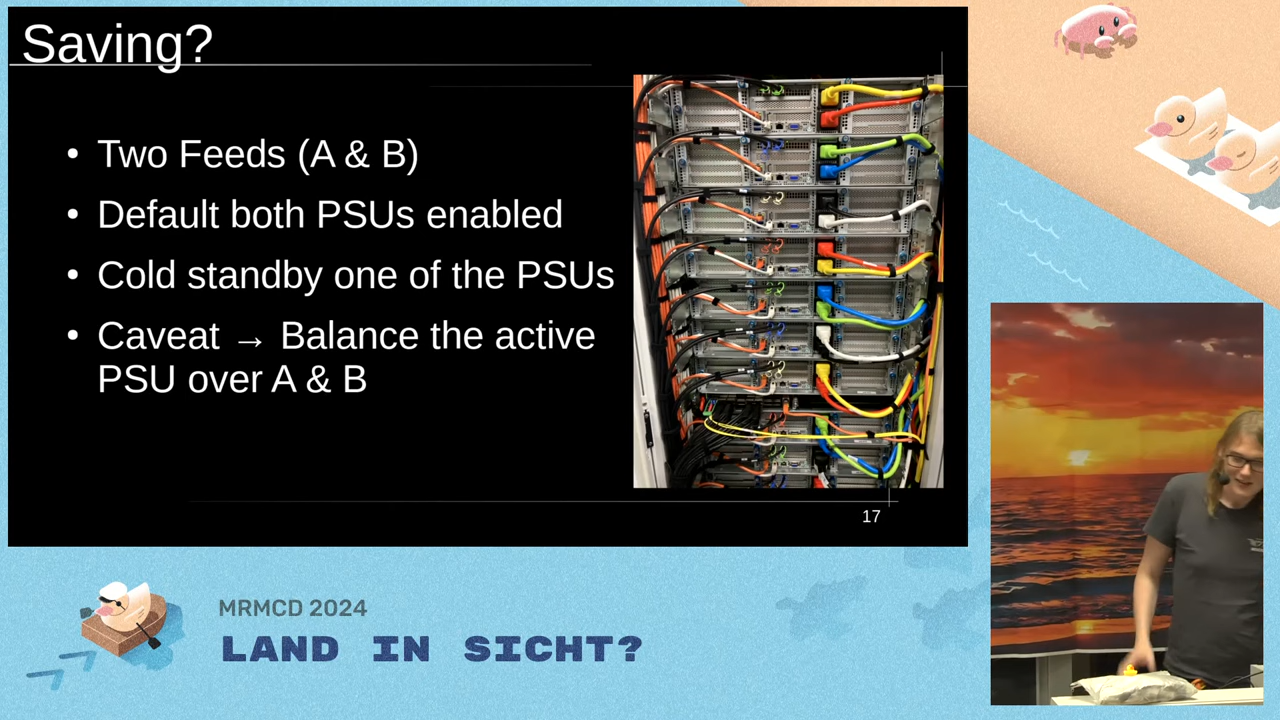 Saving?
• Two Feeds (A & B)
• Default both PSUs enabled
• Cold standby one of the PSUs
• Caveat → Balance the active
PSU over A & B
17
MRMCD 2024
LAND IN SICHT?